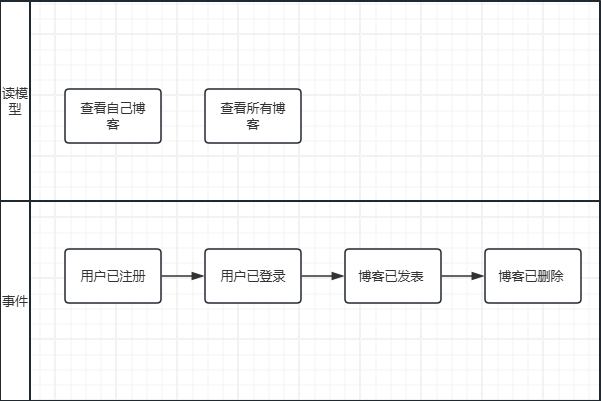 读模
型
查看自己博
客
查看所有博
客
事件
用户已注册
用户已登录
博客已发表
博客已删除